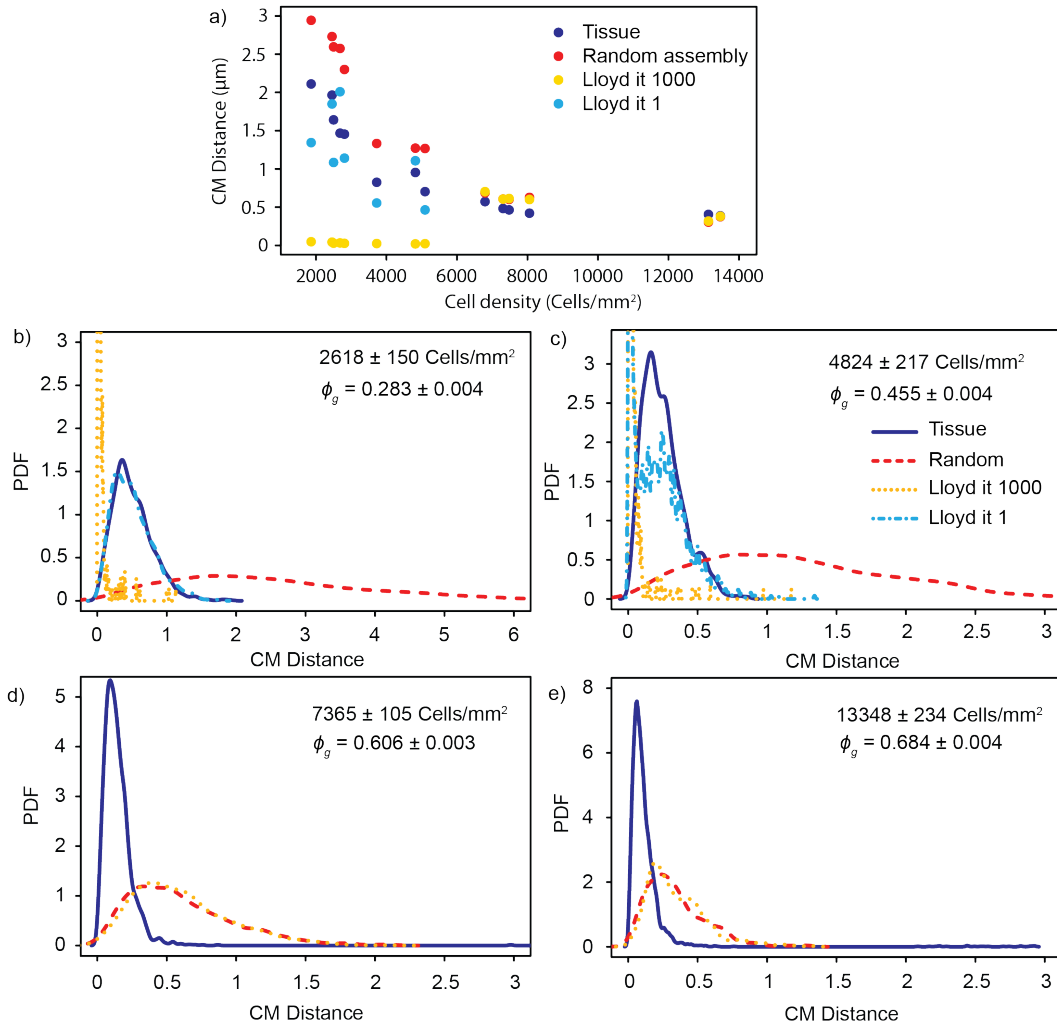 a)
3
2.5
2
1.5
1
0.5
0
CM Distance (μm)
Tissue
Random assembly
Lloyd it 1000
Lloyd it 1
2000 4000 6000 8000 10000 12000 14000
Cell density (Cells/mm²)
b)
3
2.5
2
1.5
1
0.5
0
PDF
2618 ± 150 Cells/mm²
ϕg = 0.283 ± 0.004
0 1 2 3 4 5 6
CM Distance
c)
3
2.5
2
1.5
1
0.5
0
PDF
4824 ± 217 Cells/mm²
ϕg = 0.455 ± 0.004
Tissue
Random
Lloyd it 1000
Lloyd it 1
0 0.5 1 1.5 2 2.5 3
CM Distance
d)
5
4
3
2
1
0
PDF
7365 ± 105 Cells/mm²
ϕg = 0.606 ± 0.003
0 0.5 1 1.5 2 2.5 3
CM Distance
e)
8
6
4
2
0
PDF
13348 ± 234 Cells/mm²
ϕg = 0.684 ± 0.004
0 0.5 1 1.5 2 2.5 3
CM Distance